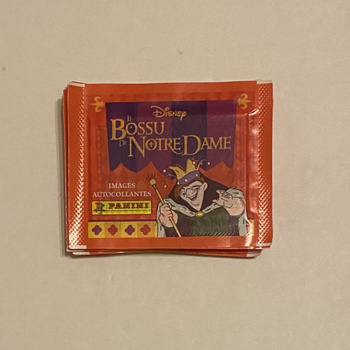 Disney
le
BOSSU
DE NOTRE DAME
IMAGES
AUTOCOLLANTES
PANINI